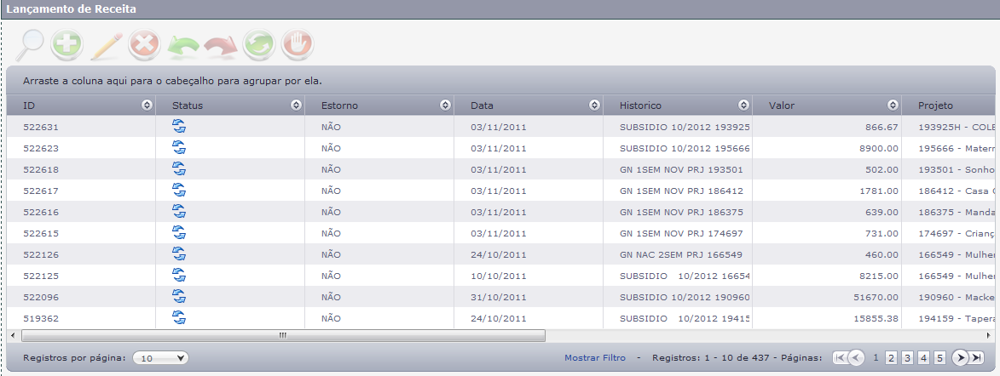 Lançamento de Receita
Arraste a coluna aqui para o cabeçalho para agrupar por ela.
ID Status Estorno Data Historico Valor Projeto
522631 NÃO 03/11/2011 SUBSIDIO 10/2012 193925 866.67 193925H - COLE
522623 NÃO 03/11/2011 SUBSIDIO 10/2012 195666 8900.00 195666 - Matern
522618 NÃO 03/11/2011 GN 1SEM NOV PRJ 193501 502.00 193501 - Sonho
522617 NÃO 03/11/2011 GN 1SEM NOV PRJ 186412 1781.00 186412 - Casa
522616 NÃO 03/11/2011 GN 1SEM NOV PRJ 186375 639.00 186375 - Manda
522615 NÃO 03/11/2011 GN 1SEM NOV PRJ 174697 731.00 174697 - Crianç
522126 NÃO 24/10/2011 GN NAC 2SEM PRJ 166549 460.00 166549 - Mulhe
522125 NÃO 10/10/2011 SUBSIDIO 10/2012 16654 8215.00 166549 - Mulhe
522096 NÃO 31/10/2011 SUBSIDIO 10/2012 190960 51670.00 190960 - Macke
519362 NÃO 24/10/2011 SUBSIDIO 10/2012 19415 15855.38 194159 - Tapera
Registros por página: 10 Mostrar Filtro - Registros: 1 - 10 de 437 - Páginas: 1 2 3 4 5